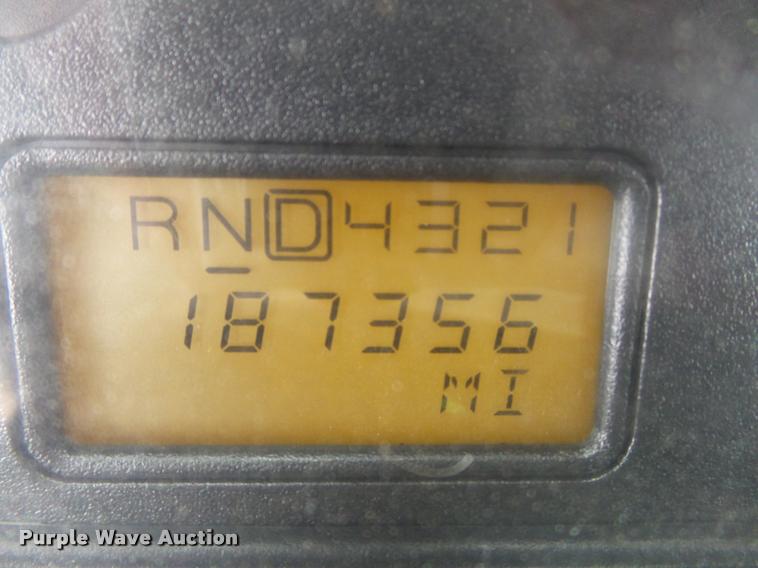 RND4321
187356
MI
Purple Wave Auction